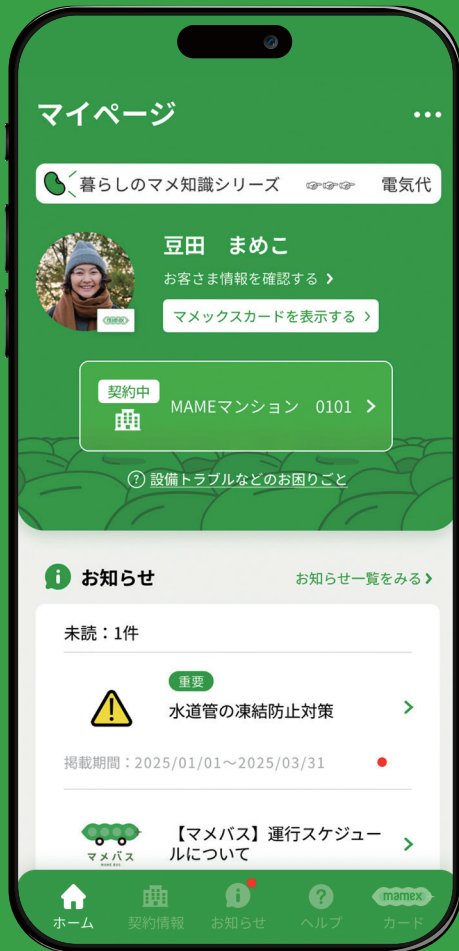 マイページ
暮らしのマメ知識シリーズ ☞☞☞ 電気代
豆田 まめこ
お客さま情報を確認する
mamex
マメックスカードを表示する
契約中
MAMEマンション 0101
? 設備トラブルなどのお困りごと
i お知らせ
お知らせ一覧をみる
未読：1件
重要
水道管の凍結防止対策
掲載期間：2025/01/01～2025/03/31
マメバス
MAME BUS
【マメバス】運行スケジュー
ルについて
ホーム 契約情報 お知らせ ヘルプ mamex カード